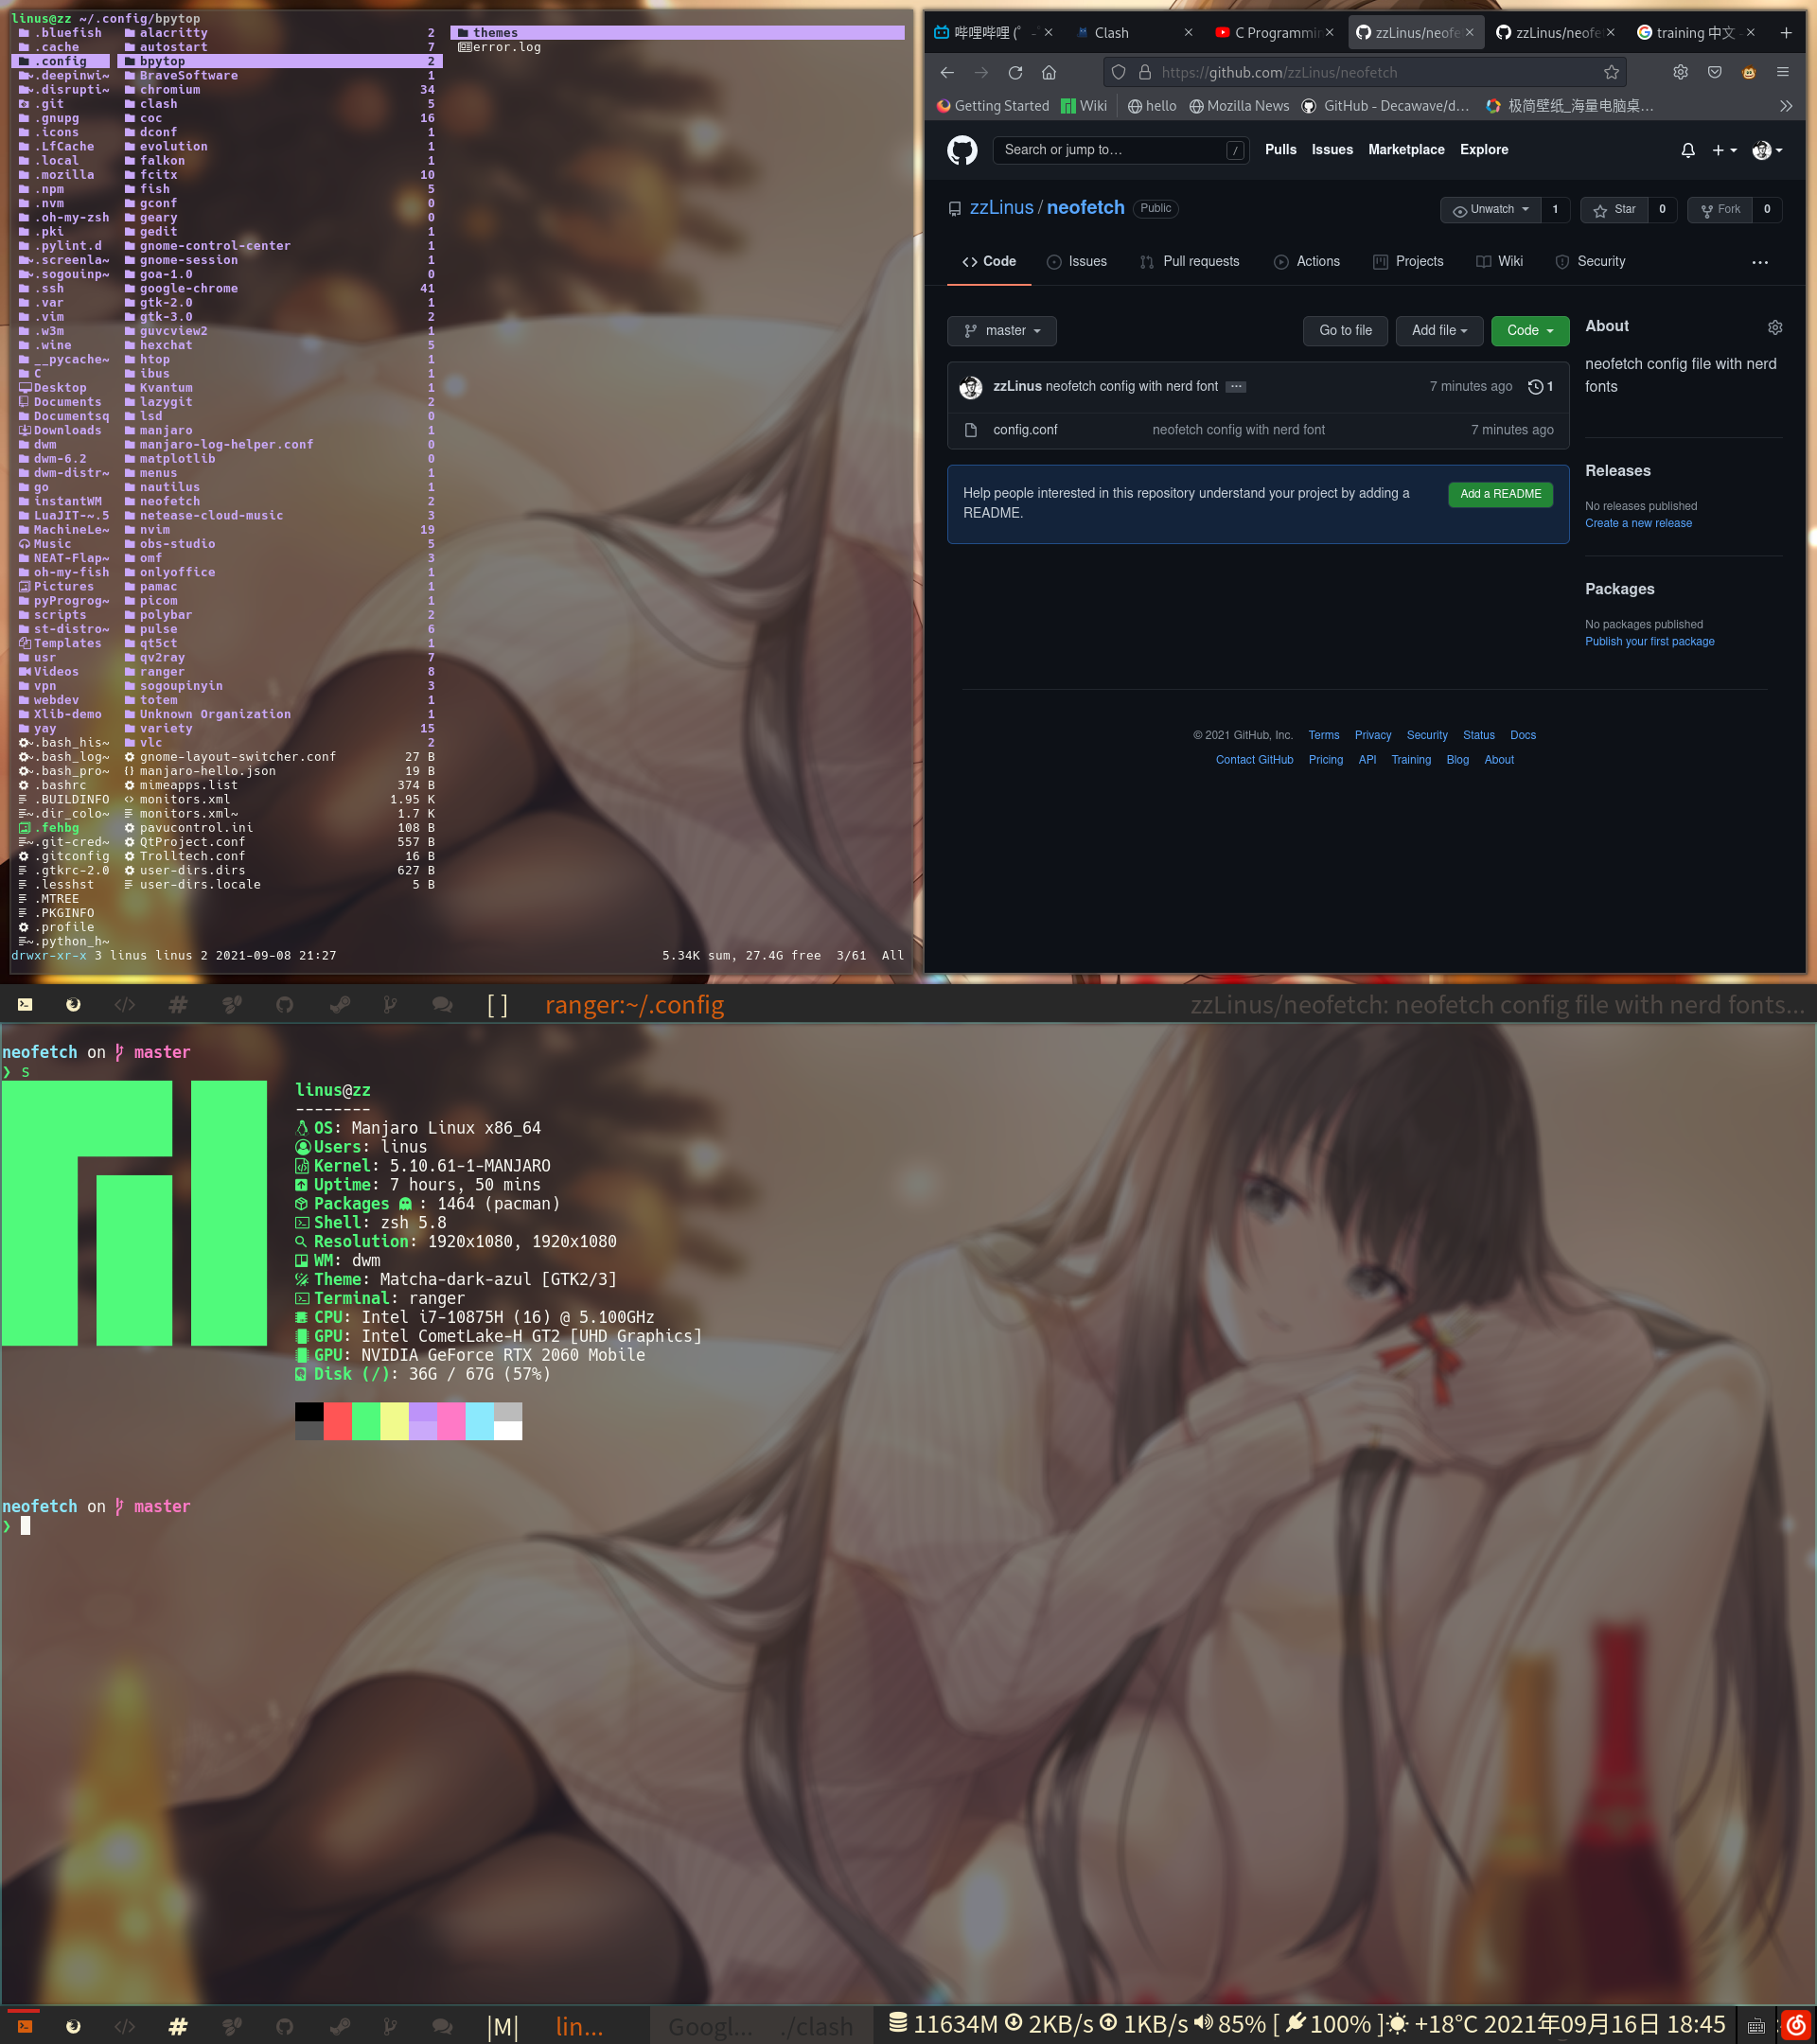 linus@zz ~/.config/bpytop
.bluefish alacritty 2 themes
.cache autostart 7 error.log
.config bpytop 2
~.deepinwi~ BraveSoftware 1
~.disrupti~ chromium 34
.git clash 5
.gnupg coc 16
.icons dconf 1
.LfCache evolution 1
.local falkon 1
.mozilla fcitx 10
.npm fish 5
.nvm gconf 0
.oh-my-zsh geary 0
.pki gedit 1
.pylint.d gnome-control-center 1
~.screenla~ gnome-session 1
~.sogouinp~ goa-1.0 0
.ssh google-chrome 41
.var gtk-2.0 1
.vim gtk-3.0 2
.w3m guvcview2 1
.wine hexchat 5
__pycache~ htop 1
C ibus 1
Desktop Kvantum 1
Documents lazygit 2
Documentsq lsd 0
Downloads manjaro 1
dwm manjaro-log-helper.conf 0
dwm-6.2 matplotlib 0
dwm-distr~ menus 1
go nautilus 1
instantWM neofetch 2
LuaJIT-~.5 netease-cloud-music 3
MachineLe~ nvim 19
Music obs-studio 5
NEAT-Flap~ omf 3
oh-my-fish onlyoffice 1
Pictures pamac 1
pyProgrog~ picom 1
scripts polybar 2
st-distro~ pulse 6
Templates qt5ct 1
usr qv2ray 7
Videos ranger 8
vpn sogoupinyin 3
webdev totem 1
Xlib-demo Unknown Organization 1
yay variety 15
~.bash_his~ vlc 2
~.bash_log~ gnome-layout-switcher.conf 27 B
~.bash_pro~ manjaro-hello.json 19 B
.bashrc mimeapps.list 374 B
.BUILDINFO monitors.xml 1.95 K
~.dir_colo~ monitors.xml~ 1.7 K
.fehbg pavucontrol.ini 108 B
~.git-cred~ QtProject.conf 557 B
.gitconfig Trolltech.conf 16 B
.gtkrc-2.0 user-dirs.dirs 627 B
.lesshst user-dirs.locale 5 B
.MTREE
.PKGINFO
.profile
~.python_h~
drwxr-xr-x 3 linus linus 2 2021-09-08 21:27 5.34K sum, 27.4G free 3/61 All
哔哩哔哩 (゜-゜ Clash C Programmin zzLinus/neofe zzLinus/neofe training 中文 -
https://github.com/zzLinus/neofetch
Getting Started Wiki hello Mozilla News GitHub - Decawave/d… 极简壁纸_海量电脑桌…
Search or jump to… / Pulls Issues Marketplace Explore
zzLinus / neofetch Public Unwatch 1 Star 0 Fork 0
Code Issues Pull requests Actions Projects Wiki Security
master Go to file Add file Code
zzLinus neofetch config with nerd font 7 minutes ago 1
config.conf neofetch config with nerd font 7 minutes ago
Help people interested in this repository understand your project by adding a
README.
Add a README
About
neofetch config file with nerd
fonts
Releases
No releases published
Create a new release
Packages
No packages published
Publish your first package
© 2021 GitHub, Inc. Terms Privacy Security Status Docs
Contact GitHub Pricing API Training Blog About
[ ] ranger:~/.config zzLinus/neofetch: neofetch config file with nerd fonts...
neofetch on master
❯ s
linus@zz
--------
OS: Manjaro Linux x86_64
Users: linus
Kernel: 5.10.61-1-MANJARO
Uptime: 7 hours, 50 mins
Packages : 1464 (pacman)
Shell: zsh 5.8
Resolution: 1920x1080, 1920x1080
WM: dwm
Theme: Matcha-dark-azul [GTK2/3]
Terminal: ranger
CPU: Intel i7-10875H (16) @ 5.100GHz
GPU: Intel CometLake-H GT2 [UHD Graphics]
GPU: NVIDIA GeForce RTX 2060 Mobile
Disk (/): 36G / 67G (57%)
neofetch on master
❯
|M| lin... Googl... ./clash 11634M 2KB/s 1KB/s 85% [ 100% ] +18°C 2021年09月16日 18:45